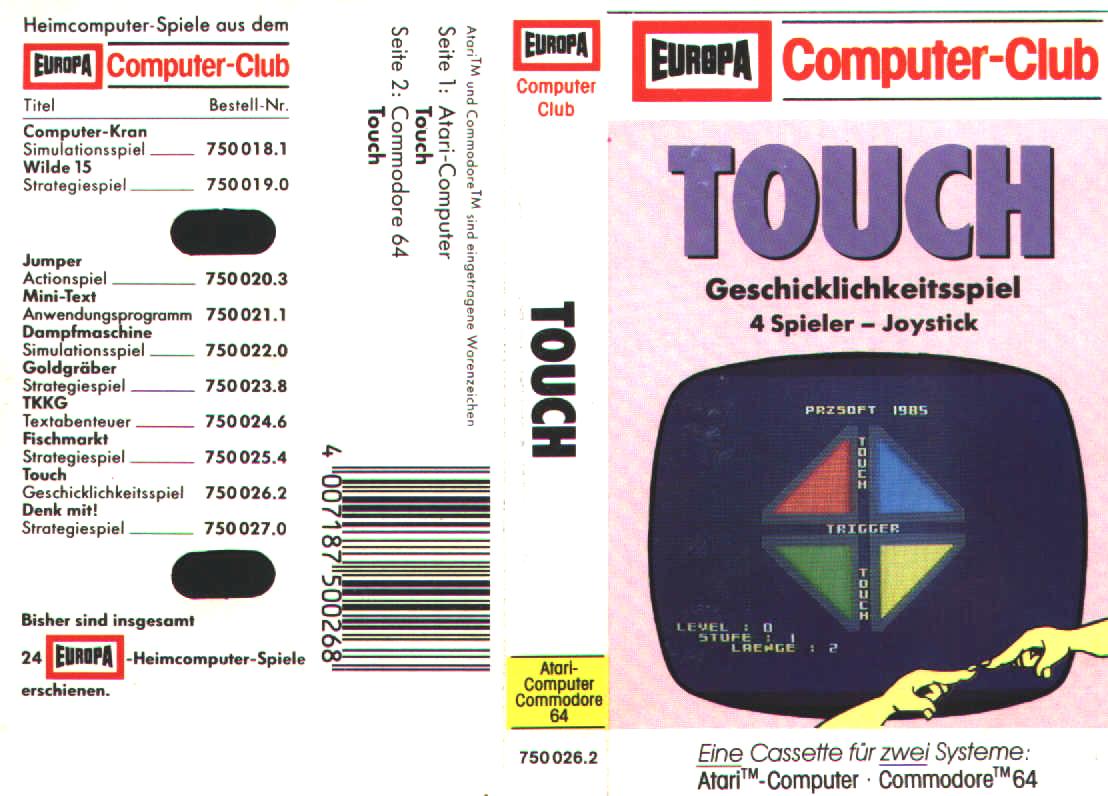 Heimcomputer-Spiele aus dem
EUROPA Computer-Club
Titel Bestell-Nr.
Computer-Kran
Simulationsspiel 750018.1
Wilde 15
Strategiespiel 750019.0
Jumper
Actionspiel 750020.3
Mini-Text
Anwendungsprogramm 750021.1
Dampfmaschine
Simulationsspiel 750022.0
Goldgräber
Strategiespiel 750023.8
TKKG
Textabenteuer 750024.6
Fischmarkt
Strategiespiel 750025.4
Touch
Geschicklichkeitsspiel 750026.2
Denk mit!
Strategiespiel 750027.0
Bisher sind insgesamt
24 EUROPA -Heimcomputer-Spiele
erschienen.
Atari™ und Commodore™ sind eingetragene Warenzeichen
Seite 1: Atari-Computer
Touch
Seite 2: Commodore 64
Touch
4 007187 500268
EUROPA
Computer
Club
TOUCH
Atari-
Computer
Commodore
64
750026.2
EUROPA Computer-Club
TOUCH
Geschicklichkeitsspiel
4 Spieler – Joystick
PRZSOFT 1985
TOUCH
TRIGGER
TOUCH
LEVEL : 0
STUFE : 1
LAENGE : 2
Eine Cassette für zwei Systeme:
Atari™-Computer · Commodore™ 64